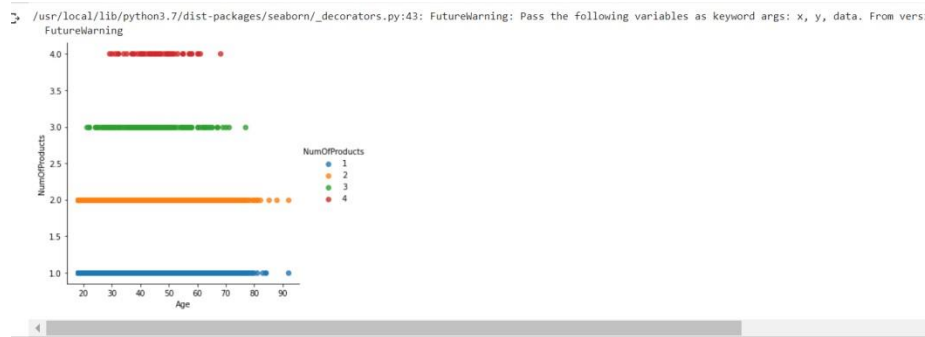 /usr/local/lib/python3.7/dist-packages/seaborn/_decorators.py:43: FutureWarning: Pass the following variables as keyword args: x, y, data. From
FutureWarning
4.0
3.5
3.0
2.5
2.0
1.5
1.0
NumOfProducts
20 30 40 50 60 70 80 90
Age
NumOfProducts
1
2
3
4